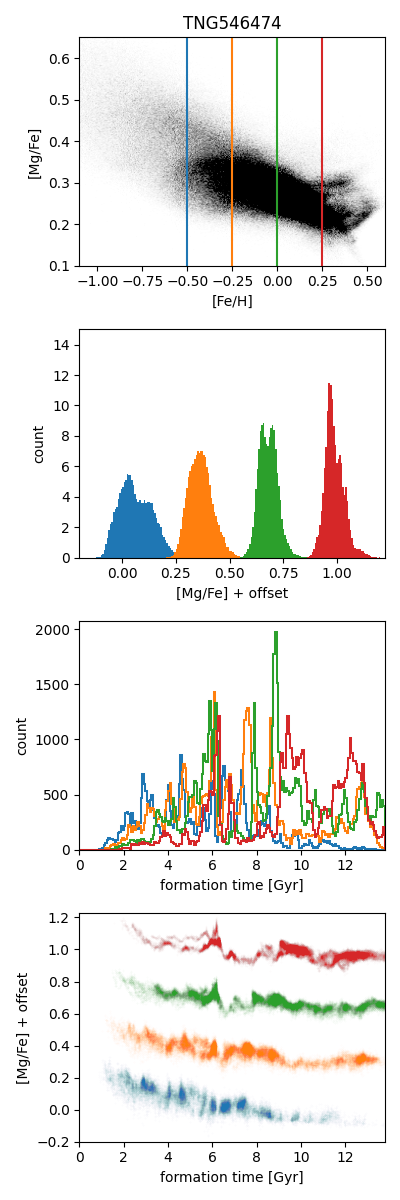 TNG546474
0.6
0.5
0.4
0.3
0.2
0.1
[Mg/Fe]
−1.00 −0.75 −0.50 −0.25 0.00 0.25 0.50
[Fe/H]
14
12
10
8
6
4
2
0
count
0.00 0.25 0.50 0.75 1.00
[Mg/Fe] + offset
2000
1500
1000
500
0
count
0 2 4 6 8 10 12
formation time [Gyr]
1.2
1.0
0.8
0.6
0.4
0.2
0.0
−0.2
[Mg/Fe] + offset
0 2 4 6 8 10 12
formation time [Gyr]